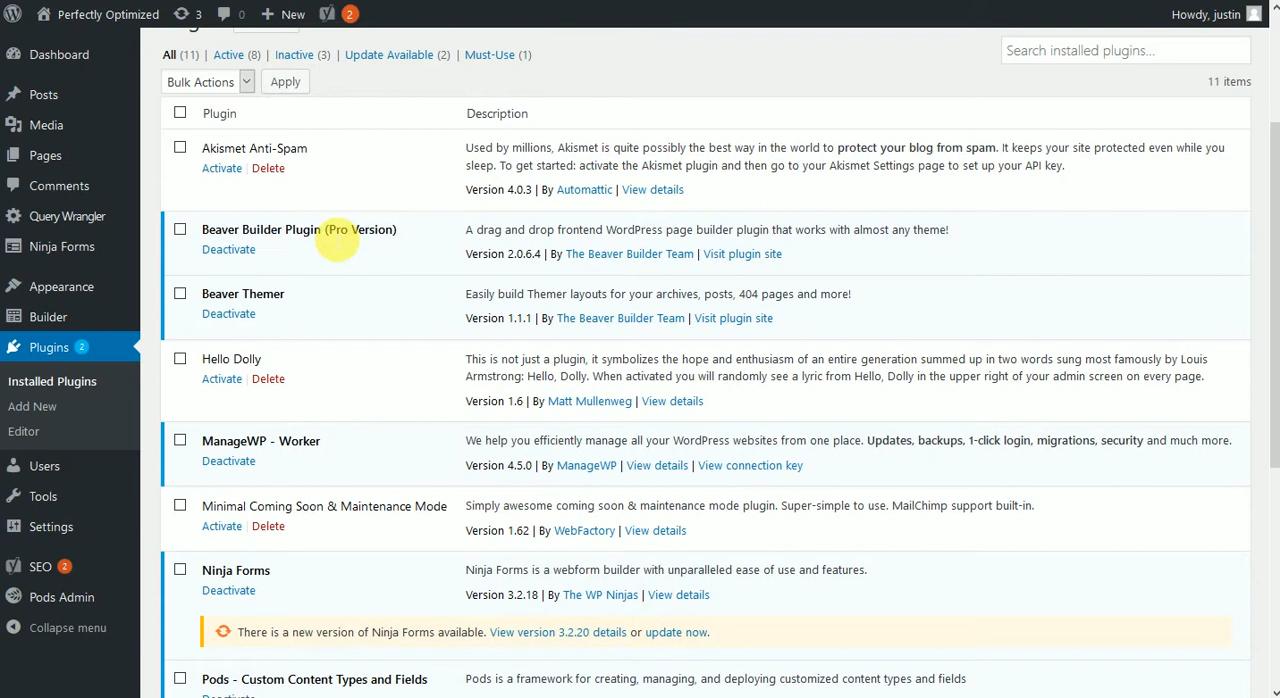 Perfectly Optimized 3 0 + New 2 Howdy, justin
Dashboard
Posts
Media
Pages
Comments
Query Wrangler
Ninja Forms
Appearance
Builder
Plugins 2
Installed Plugins
Add New
Editor
Users
Tools
Settings
SEO 2
Pods Admin
Collapse menu
All (11) | Active (8) | Inactive (3) | Update Available (2) | Must-Use (1)
Search installed plugins...
Bulk Actions Apply
11 items
Plugin Description
Akismet Anti-Spam
Activate | Delete
Used by millions, Akismet is quite possibly the best way in the world to protect your blog from spam. It keeps your site protected even while you
sleep. To get started: activate the Akismet plugin and then go to your Akismet Settings page to set up your API key.
Version 4.0.3 | By Automattic | View details
Beaver Builder Plugin (Pro Version)
Deactivate
A drag and drop frontend WordPress page builder plugin that works with almost any theme!
Version 2.0.6.4 | By The Beaver Builder Team | Visit plugin site
Beaver Themer
Deactivate
Easily build Themer layouts for your archives, posts, 404 pages and more!
Version 1.1.1 | By The Beaver Builder Team | Visit plugin site
Hello Dolly
Activate | Delete
This is not just a plugin, it symbolizes the hope and enthusiasm of an entire generation summed up in two words sung most famously by Louis
Armstrong: Hello, Dolly. When activated you will randomly see a lyric from Hello, Dolly in the upper right of your admin screen on every page.
Version 1.6 | By Matt Mullenweg | View details
ManageWP - Worker
Deactivate
We help you efficiently manage all your WordPress websites from one place. Updates, backups, 1-click login, migrations, security and much more.
Version 4.5.0 | By ManageWP | View details | View connection key
Minimal Coming Soon & Maintenance Mode
Activate | Delete
Simply awesome coming soon & maintenance mode plugin. Super-simple to use. MailChimp support built-in.
Version 1.62 | By WebFactory | View details
Ninja Forms
Deactivate
Ninja Forms is a webform builder with unparalleled ease of use and features.
Version 3.2.18 | By The WP Ninjas | View details
There is a new version of Ninja Forms available. View version 3.2.20 details or update now.
Pods - Custom Content Types and Fields
Pods is a framework for creating, managing, and deploying customized content types and fields